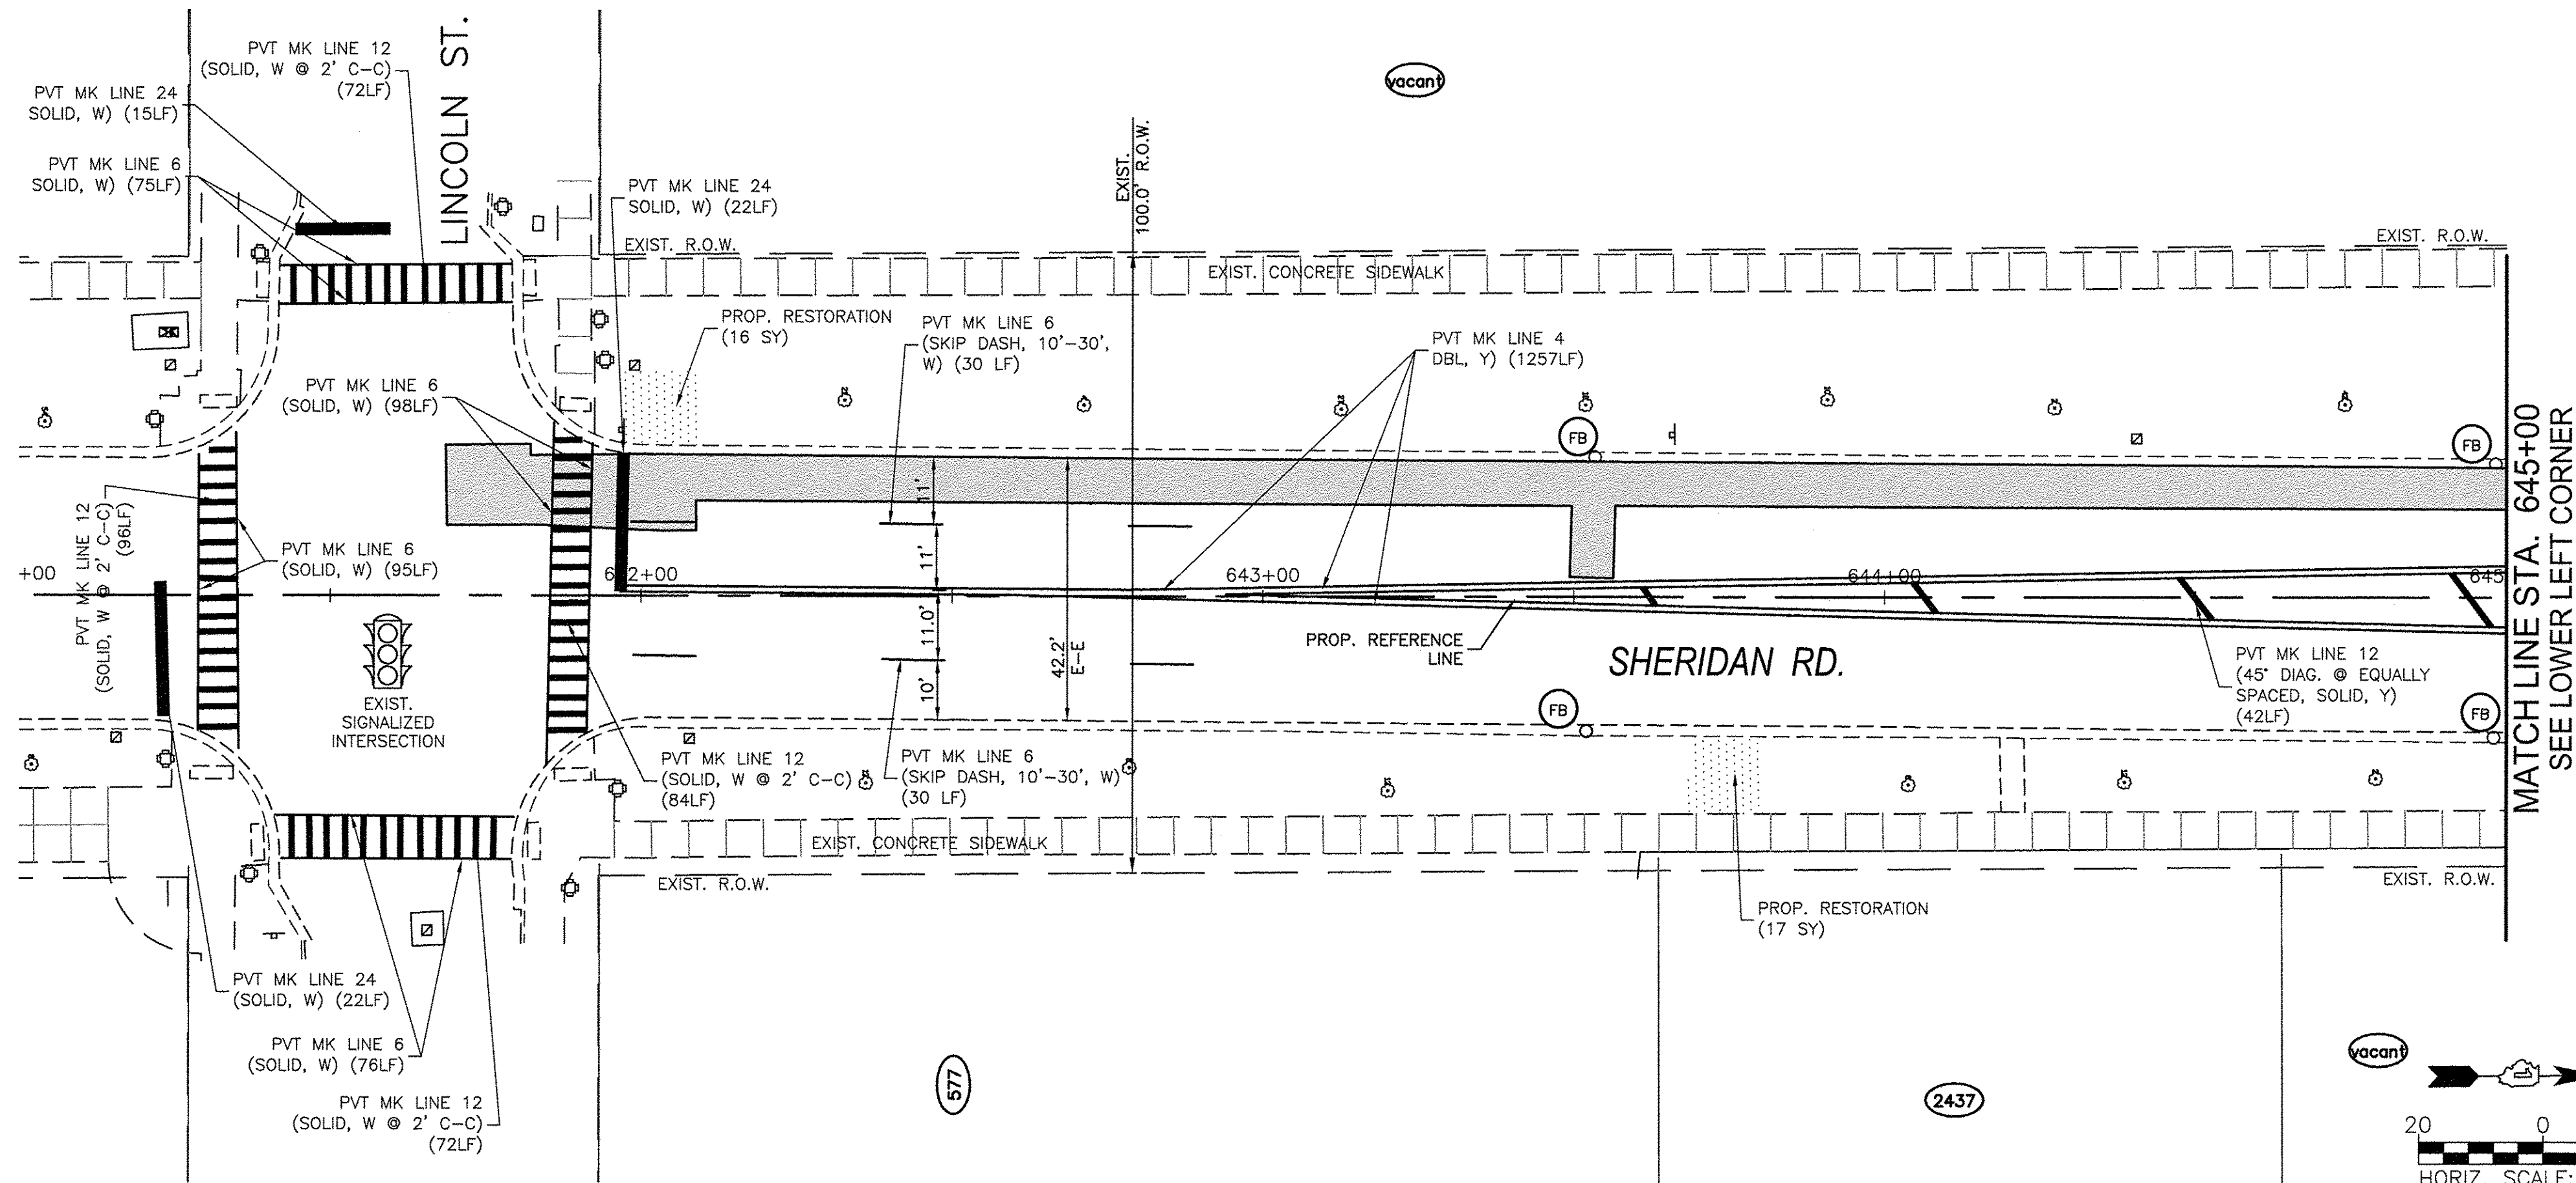 LINCOLN ST.
PVT MK LINE 12
(SOLID, W @ 2' C-C)
(72LF)
PVT MK LINE 24
SOLID, W) (15LF)
PVT MK LINE 6
SOLID, W) (75LF)
PVT MK LINE 24
SOLID, W) (22LF)
vacant
EXIST.
100.0' R.O.W.
EXIST. R.O.W.
EXIST. R.O.W.
EXIST. CONCRETE SIDEWALK
PROP. RESTORATION
(16 SY)
PVT MK LINE 6
(SKIP DASH, 10'-30',
W) (30 LF)
PVT MK LINE 4
DBL, Y) (1257LF)
PVT MK LINE 6
(SOLID, W) (98LF)
FB
FB
PVT MK LINE 12
(SOLID, W @ 2' C-C)
(96LF)
PVT MK LINE 6
(SOLID, W) (95LF)
11'
11'
11.0'
10'
42.2'
E-E
+00
642+00
643+00
644+00
645
PROP. REFERENCE
LINE
SHERIDAN RD.
PVT MK LINE 12
(45° DIAG. @ EQUALLY
SPACED, SOLID, Y)
(42LF)
MATCH LINE STA. 645+00
SEE LOWER LEFT CORNER
EXIST.
SIGNALIZED
INTERSECTION
FB
FB
PVT MK LINE 12
(SOLID, W @ 2' C-C)
(84LF)
PVT MK LINE 6
(SKIP DASH, 10'-30', W)
(30 LF)
EXIST. CONCRETE SIDEWALK
EXIST. R.O.W.
EXIST. R.O.W.
PROP. RESTORATION
(17 SY)
PVT MK LINE 24
(SOLID, W) (22LF)
PVT MK LINE 6
(SOLID, W) (76LF)
PVT MK LINE 12
(SOLID, W @ 2' C-C)
(72LF)
577
2437
vacant
20
0
HORIZ. SCALE: